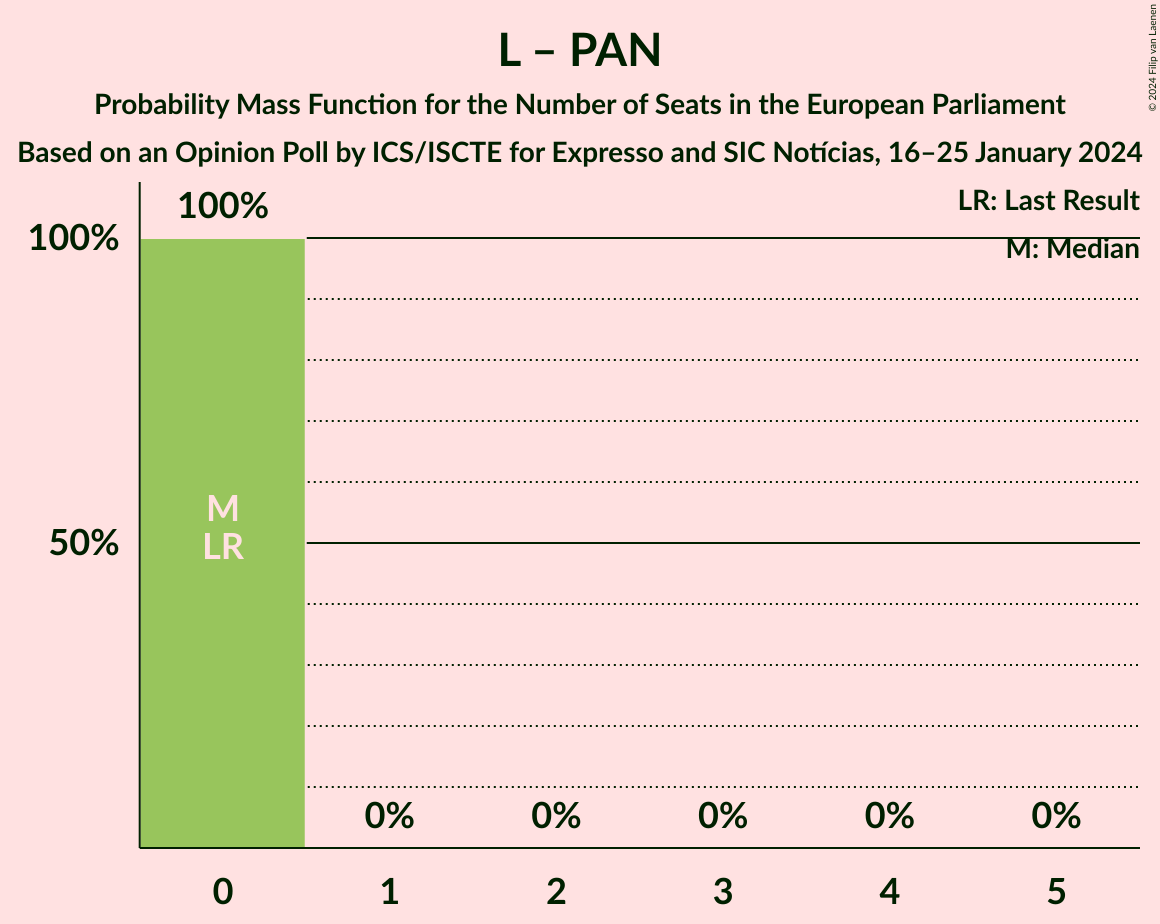 L – PAN
Probability Mass Function for the Number of Seats in the European Parliament
Based on an Opinion Poll by ICS/ISCTE for Expresso and SIC Notícias, 16–25 January 2024
© 2024 Filip van Laenen
LR: Last Result
M: Median
100%
100%
50%
M
LR
0% 0% 0% 0% 0%
0 1 2 3 4 5